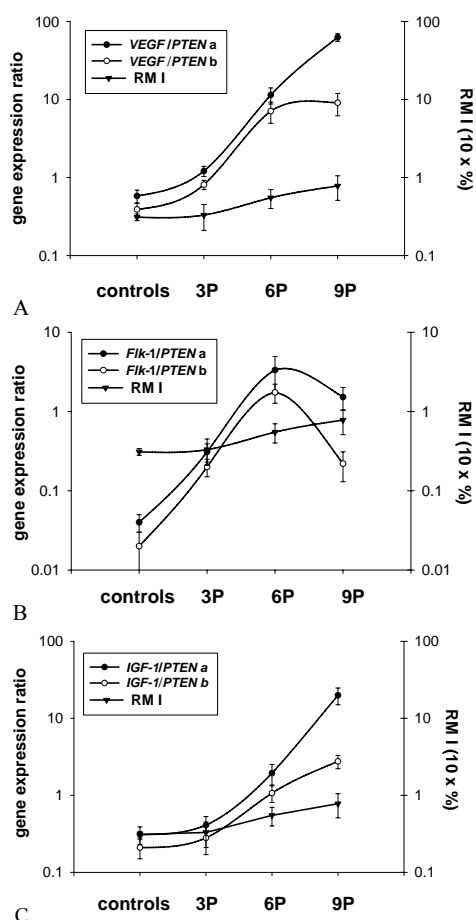 100
10
1
0.1
gene expression ratio
VEGF/PTEN a
VEGF/PTEN b
RM I
100
10
1
0.1
RM I (10 x %)
controls 3P 6P 9P
A
10
1
0.1
0.01
gene expression ratio
Flk-1/PTEN a
Flk-1/PTEN b
RM I
10
1
0.1
0.01
RM I (10 x %)
controls 3P 6P 9P
B
100
10
1
0.1
gene expression ratio
IGF-1/PTEN a
IGF-1/PTEN b
RM I
100
10
1
0.1
RM I (10 x %)
controls 3P 6P 9P
C